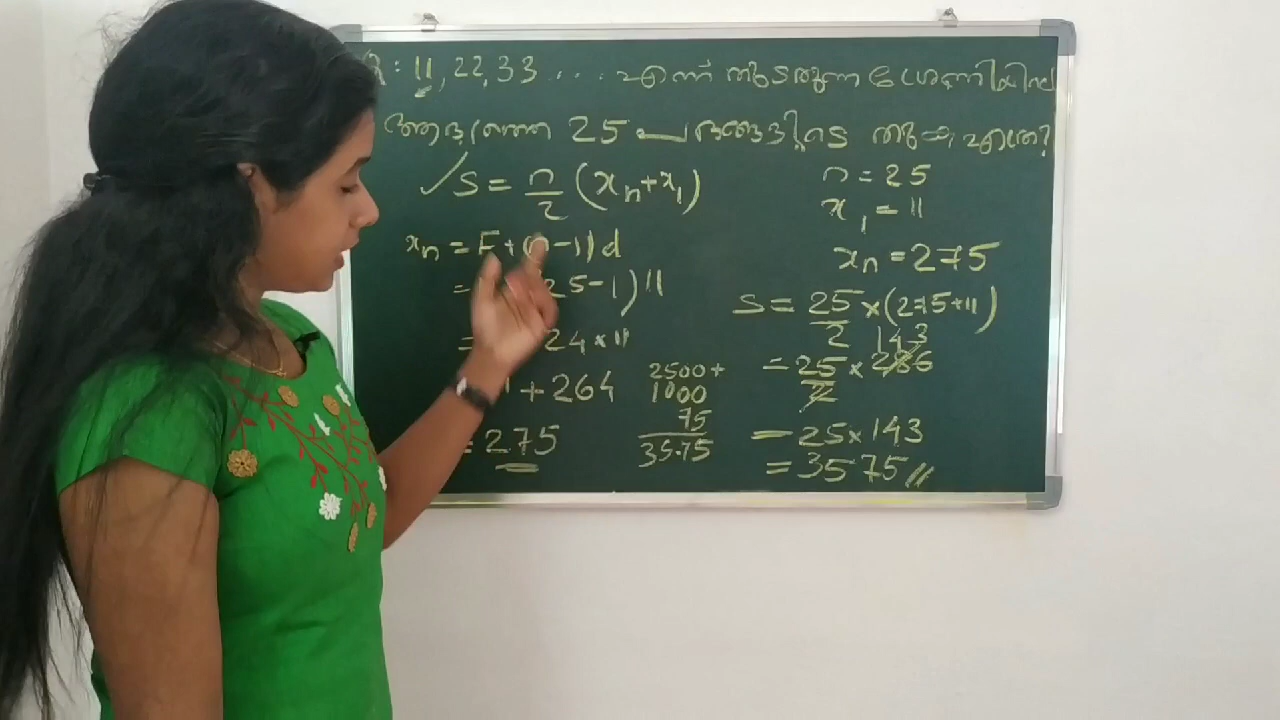 : 11, 22, 33 .... എന്ന് തുടരുന്ന ശ്രേണിയിലെ
ആദ്യത്തെ 25 പദങ്ങളുടെ തുക എത്ര?
✓ S = n/2 (xₙ+x₁)
xₙ = F+(n-1)d
= 25-1)11
= 24×11
+264
= 275
2500+
1000
75
3575
n = 25
x₁ = 11
xₙ = 275
S = 25/2 × (275+11)
143
= 25/2 × 286
= 25×143
= 3575//